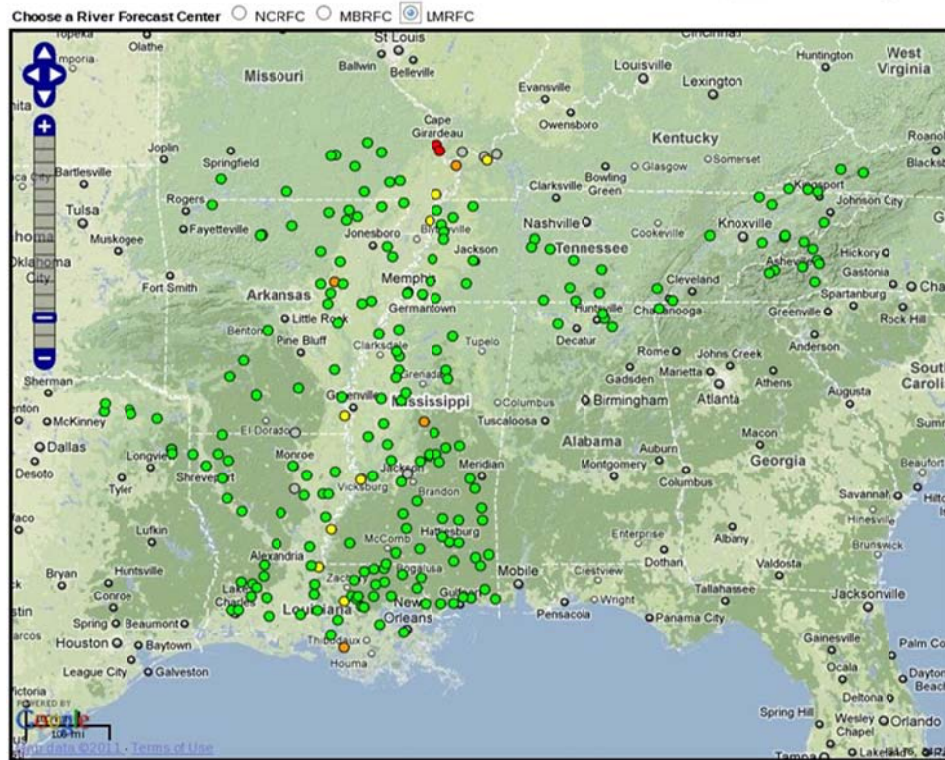 Choose a River Forecast Center NCRFC MBRFC LMRFC
Topeka
Olathe
St Louis
Cincinnati
Huntington
West
Virginia
Ballwin
Belleville
Louisville
Missouri
Evansville
Lexington
Cape
Girardeau
Owensboro
Kentucky
Joplin
Springfield
Glasgow
Somerset
Bartlesville
Bowling
Green
Kingsport
Clarksville
Johnson City
Rogers
Tulsa
Fayetteville
Nashville
Knoxville
Cookeville
Muskogee
Jonesboro
Blytheville
Jackson
Tennessee
Hickory
Asheville
Oklahoma
City
Fort Smith
Memphis
Cleveland
Gastonia
Arkansas
Germantown
Huntsville
Chattanooga
Spartanburg
Little Rock
Greenville
Rock Hill
Benton
Pine Bluff
Clarksdale
Tupelo
Decatur
Anderson
Rome
Johns Creek
Marietta
Sherman
Grenada
Gadsden
Atlanta
Athens
South
Greenville
Mississippi
Columbus
Birmingham
Augusta
McKinney
El Dorado
Tuscaloosa
Dallas
Alabama
Macon
Longview
Monroe
Auburn
Desoto
Shreveport
Jackson
Meridian
Montgomery
Georgia
Tyler
Vicksburg
Brandon
Columbus
Savannah
Hinesville
Lufkin
McComb
Hattiesburg
Enterprise
Albany
Alexandria
Dothan
Brunswick
Bryan
Huntsville
Bogalusa
Mobile
Crestview
Valdosta
Conroe
Lake
Charles
Zachary
Gulfport
Wright
Tallahassee
Jacksonville
Spring
Beaumont
Louisiana
New
Orleans
Pensacola
Panama City
Houston
Baytown
Thibodaux
Gainesville
League City
Galveston
Houma
Ocala
Deltona
POWERED BY
Google
100 mi
Spring Hill
Wesley
Chapel
Orlando
Map data ©2011 - Terms of Use
Tampa
Lakeland